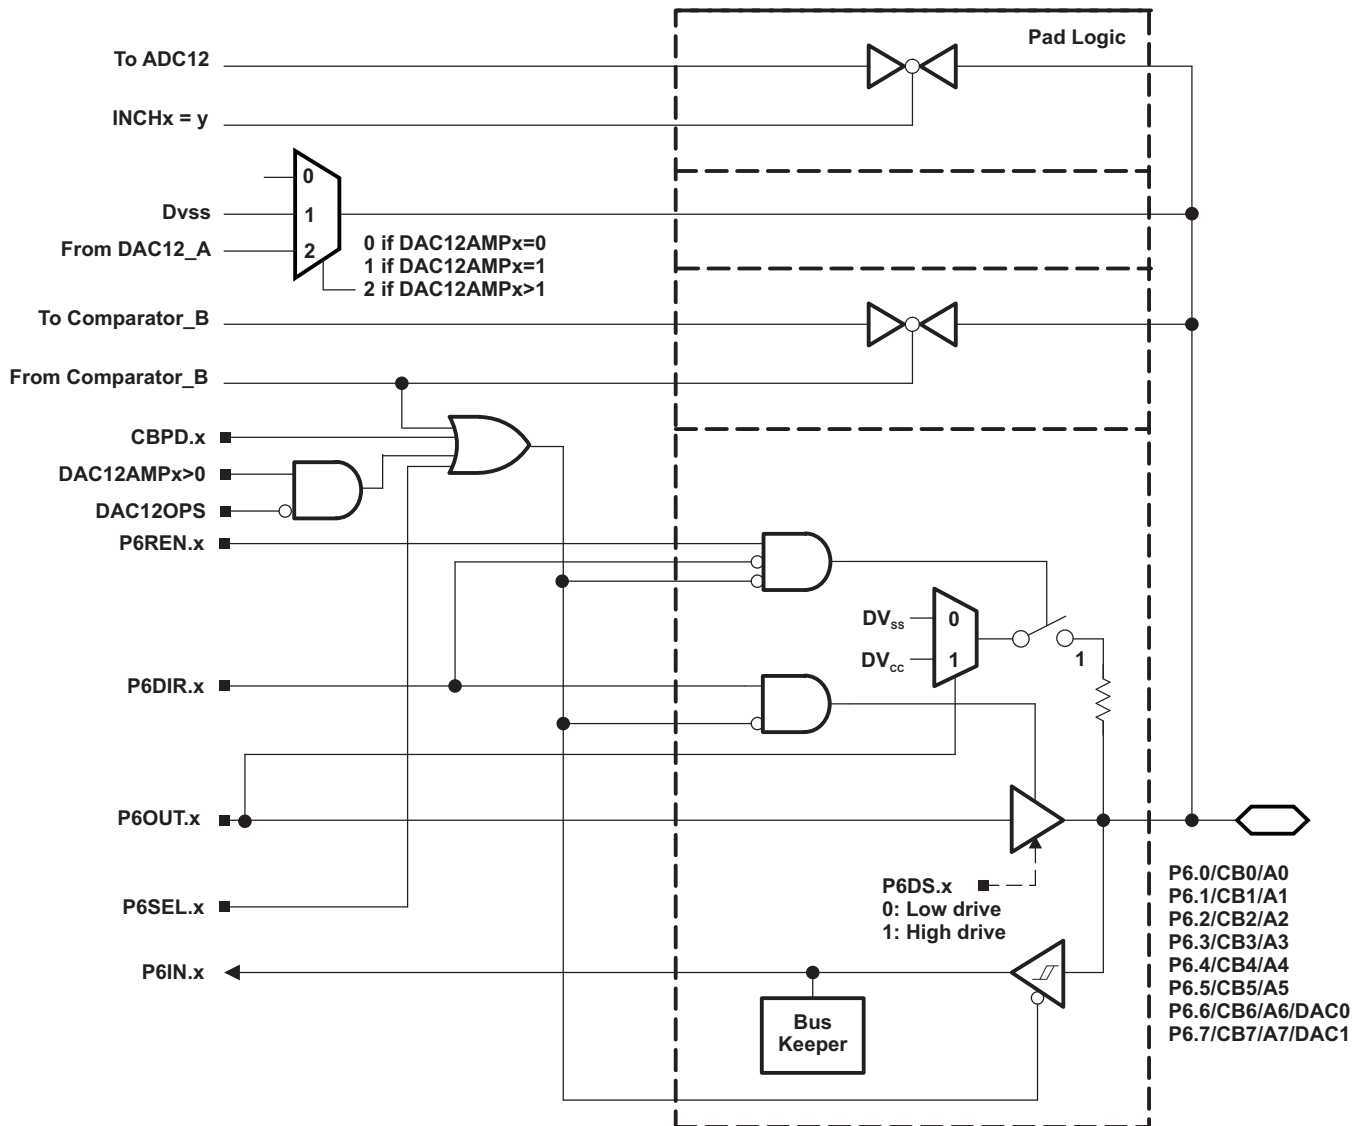 Pad Logic
To ADC12
INCHx = y
0
Dvss
1
From DAC12_A
2
0 if DAC12AMPx=0
1 if DAC12AMPx=1
2 if DAC12AMPx>1
To Comparator_B
From Comparator_B
CBPD.x
DAC12AMPx>0
DAC12OPS
P6REN.x
DVss
0
DVcc
1
1
P6DIR.x
P6OUT.x
P6DS.x
0: Low drive
1: High drive
P6SEL.x
P6IN.x
Bus
Keeper
P6.0/CB0/A0
P6.1/CB1/A1
P6.2/CB2/A2
P6.3/CB3/A3
P6.4/CB4/A4
P6.5/CB5/A5
P6.6/CB6/A6/DAC0
P6.7/CB7/A7/DAC1